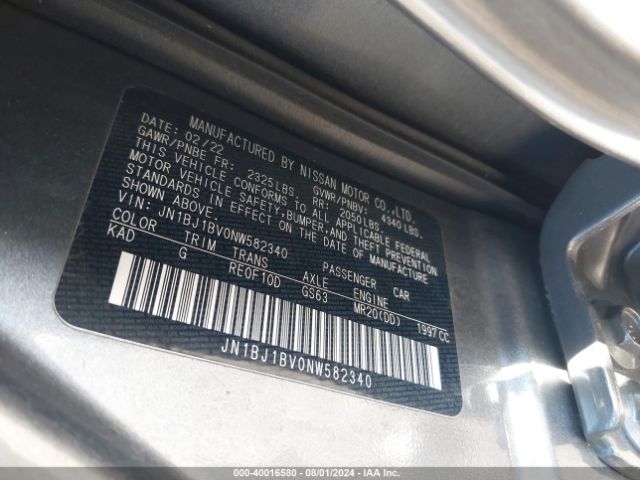 MANUFACTURED BY NISSAN MOTOR CO.,LTD.
DATE: 02/22 GVWR/PNBV: 4340 LBS.
GAWR/PNBE FR: 2325LBS. RR: 2050LBS.
THIS VEHICLE CONFORMS TO ALL APPLICABLE FEDERAL
MOTOR VEHICLE SAFETY, BUMPER, AND THEFT PREVENTION
STANDARDS IN EFFECT ON THE DATE OF MANUFACTURE
SHOWN ABOVE.
VIN: JN1BJ1BV0NW582340 PASSENGER CAR
COLOR TRIM TRANS AXLE ENGINE
KAD G RE0F10D GS63 MR20(DD) 1997 CC
JN1BJ1BV0NW582340
000-40016580 - 08/01/2024 - IAA Inc.